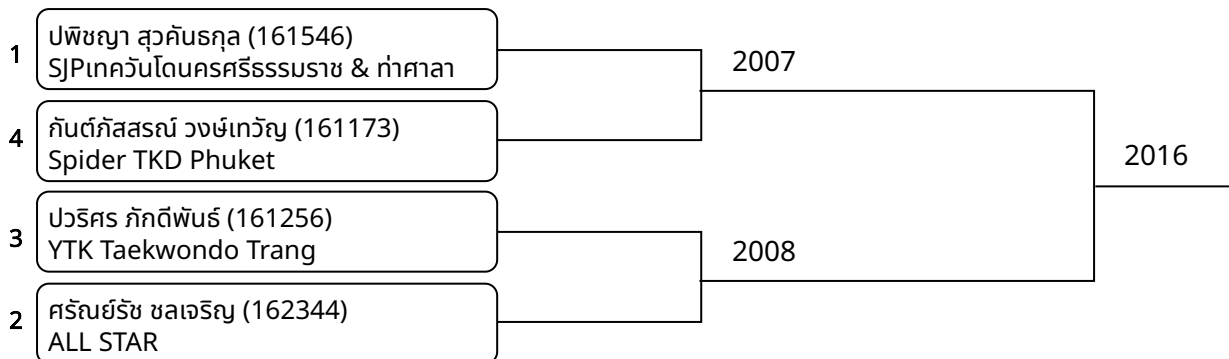 1
ปพิชญา สุวคันธกุล (161546)
SJPเทควันโดนครศรีธรรมราช & ท่าศาลา
2007
4
กันต์ภัสสรณ์ วงษ์เทวัญ (161173)
Spider TKD Phuket
2016
3
ปวริศร ภักดีพันธ์ (161256)
YTK Taekwondo Trang
2008
2
ศรัณย์รัช ชลเจริญ (162344)
ALL STAR